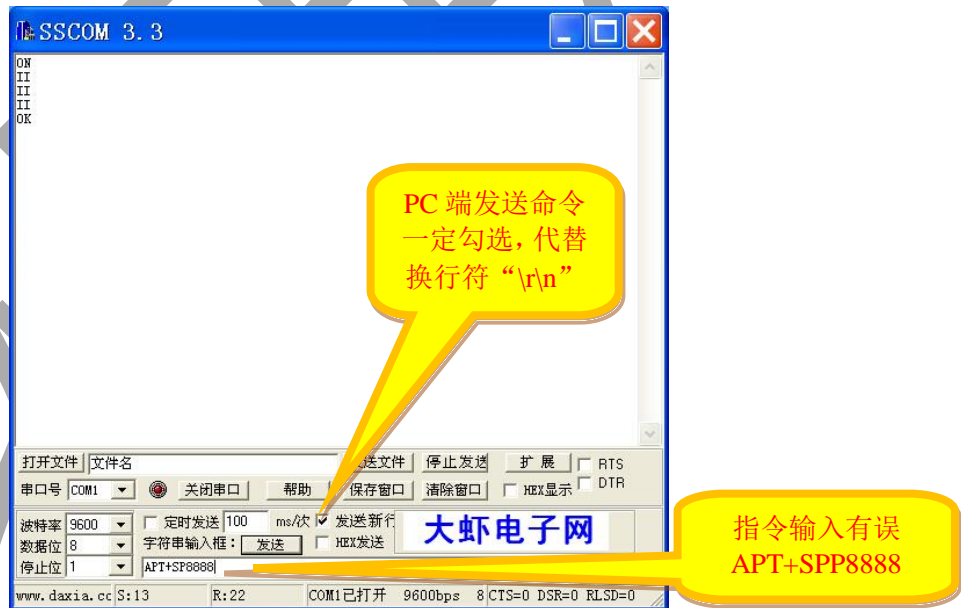 SSCOM 3.3
ON
II
II
II
OK
PC 端发送命令
一定勾选，代替
换行符“\r\n”
打开文件 文件名 发送文件 停止发送 扩展 RTS
串口号 COM1 关闭串口 帮助 保存窗口 清除窗口 HEX显示 DTR
波特率 9600 定时发送 100 ms/次 发送新行
大虾电子网
数据位 8 字符串输入框： 发送 HEX发送
停止位 1 APT+SP8888
指令输入有误
APT+SPP8888
www.daxia.cc S:13 R:22 COM1已打开 9600bps 8 CTS=0 DSR=0 RLSD=0